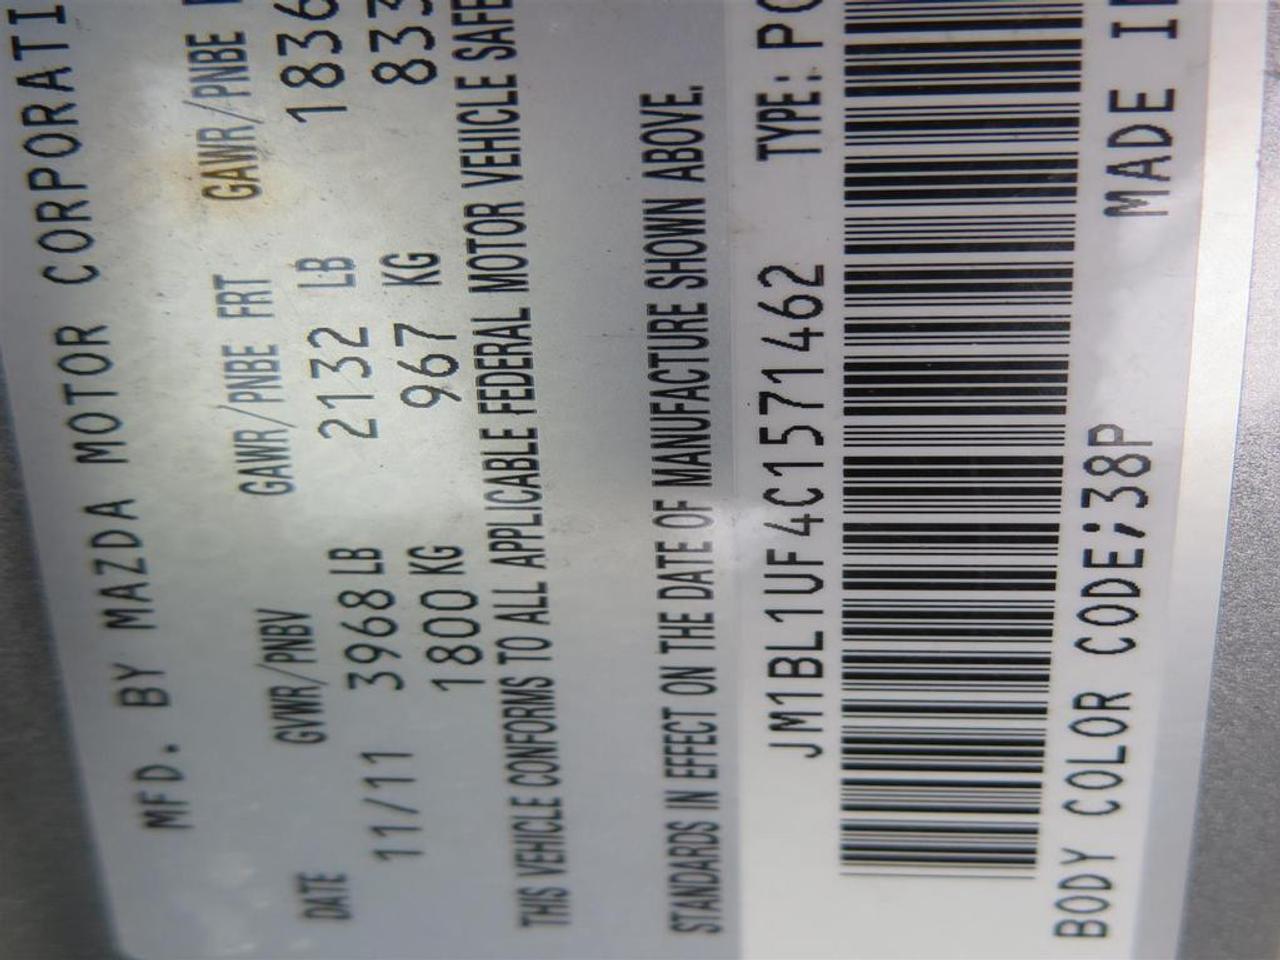 MFD. BY MAZDA MOTOR CORPORATI
DATE GVWR/PNBV GAWR/PNBE FRT GAWR/PNBE
11/11 3968 LB 2132 LB 1836
1800 KG 967 KG 833
THIS VEHICLE CONFORMS TO ALL APPLICABLE FEDERAL MOTOR VEHICLE SAFE
STANDARDS IN EFFECT ON THE DATE OF MANUFACTURE SHOWN ABOVE.
JM1BL1UF4C1571462 TYPE: PC
BODY COLOR CODE;38P MADE IN